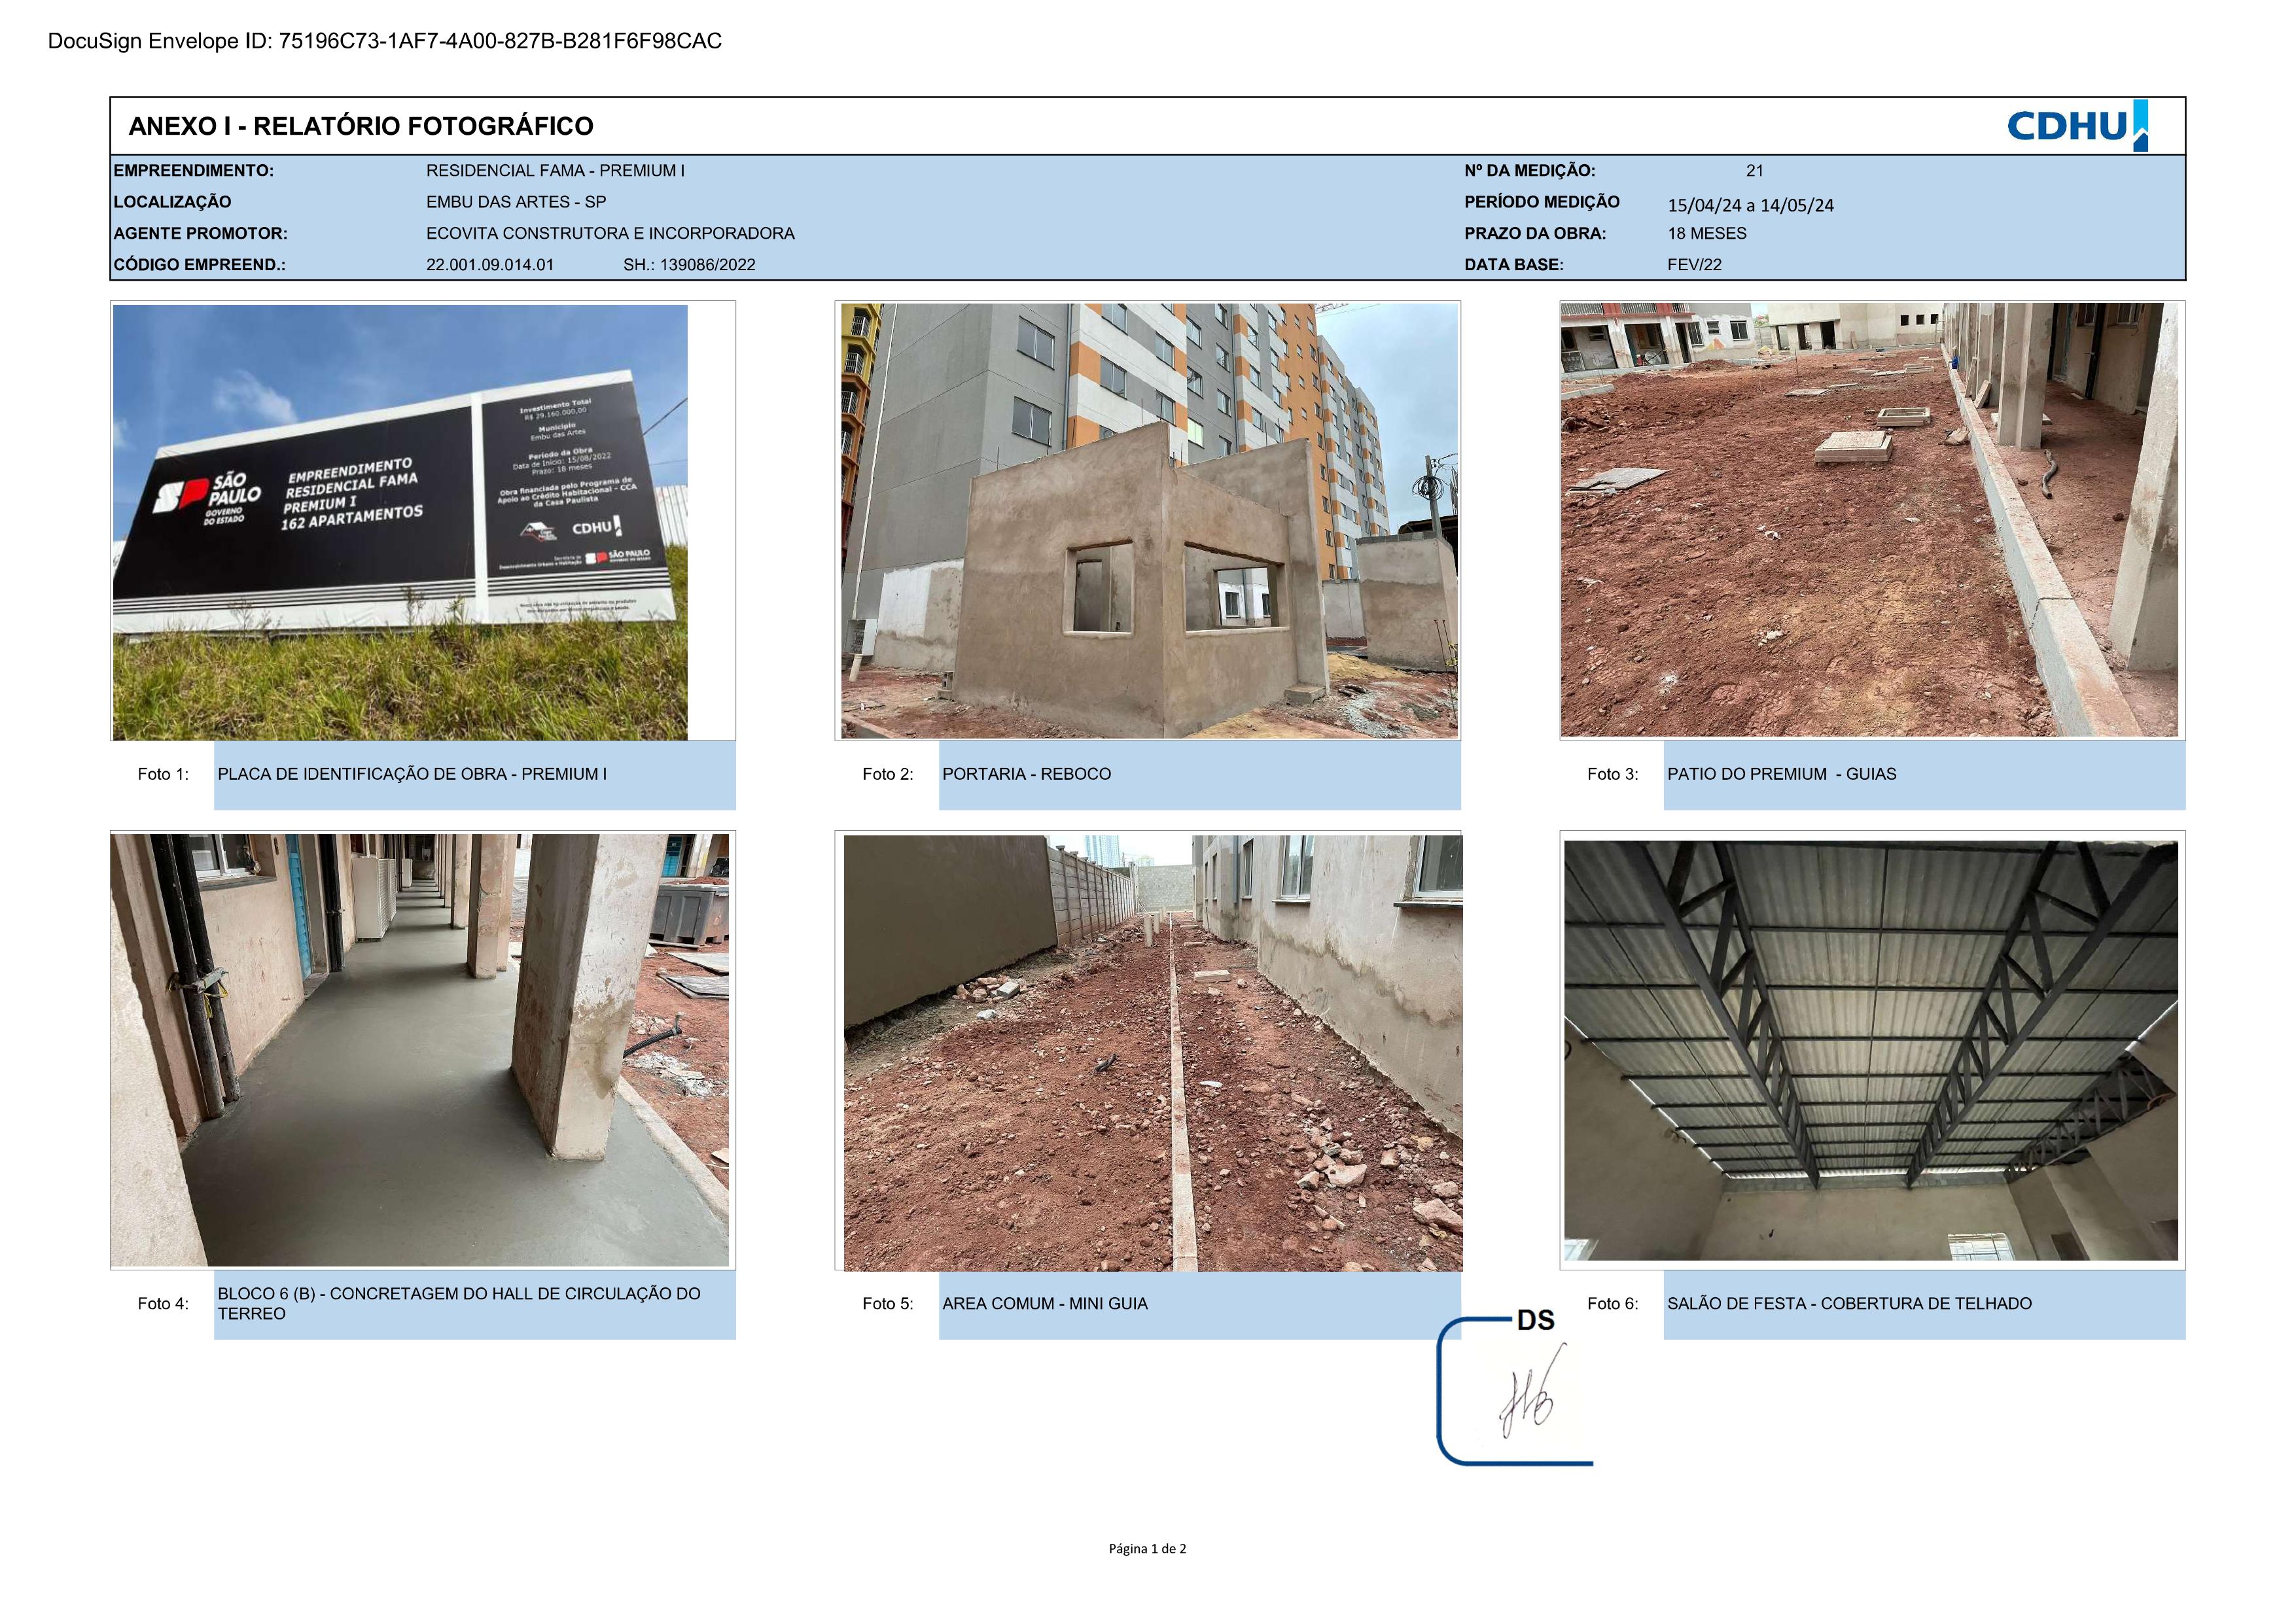 DocuSign Envelope ID: 75196C73-1AF7-4A00-827B-B281F6F98CAC
ANEXO I - RELATÓRIO FOTOGRÁFICO
CDHU
EMPREENDIMENTO: RESIDENCIAL FAMA - PREMIUM I Nº DA MEDIÇÃO: 21
LOCALIZAÇÃO EMBU DAS ARTES - SP PERÍODO MEDIÇÃO 15/04/24 a 14/05/24
AGENTE PROMOTOR: ECOVITA CONSTRUTORA E INCORPORADORA PRAZO DA OBRA: 18 MESES
CÓDIGO EMPREEND.: 22.001.09.014.01 SH.: 139086/2022 DATA BASE: FEV/22
SP SÃO PAULO
GOVERNO
DO ESTADO
EMPREENDIMENTO
RESIDENCIAL FAMA
PREMIUM I
162 APARTAMENTOS
Investimento Total
R$ 29.160.000,00
Município
Embu das Artes
Período da Obra
Data de Início: 15/08/2022
Prazo: 18 meses
Obra financiada pelo Programa de
Apoio ao Crédito Habitacional - CCA
da Casa Paulista
CDHU
Secretaria de
Desenvolvimento Urbano e Habitação
SÃO PAULO
Foto 1: PLACA DE IDENTIFICAÇÃO DE OBRA - PREMIUM I
Foto 2: PORTARIA - REBOCO
Foto 3: PATIO DO PREMIUM - GUIAS
Foto 4: BLOCO 6 (B) - CONCRETAGEM DO HALL DE CIRCULAÇÃO DO
TERREO
Foto 5: AREA COMUM - MINI GUIA
Foto 6: SALÃO DE FESTA - COBERTURA DE TELHADO
DS
Página 1 de 2